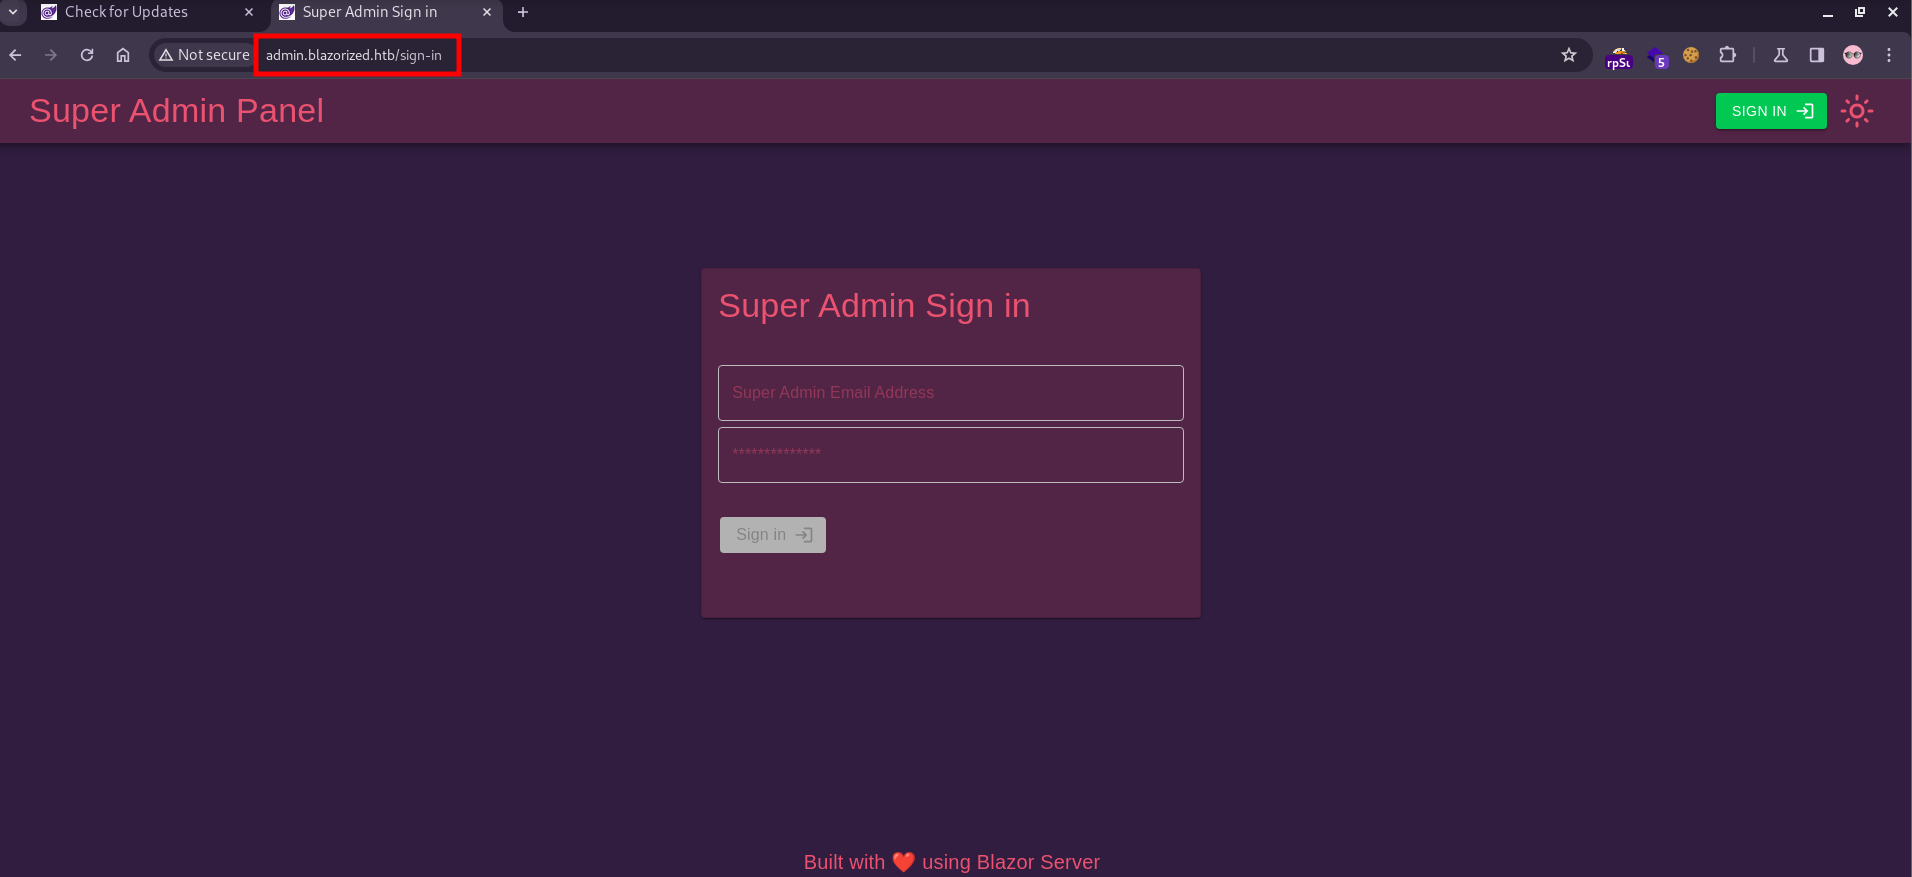 Check for Updates
Super Admin Sign in
Not secure
admin.blazorized.htb/sign-in
5
Super Admin Panel
SIGN IN
Super Admin Sign in
Super Admin Email Address
**************
Sign in
Built with ❤️ using Blazor Server